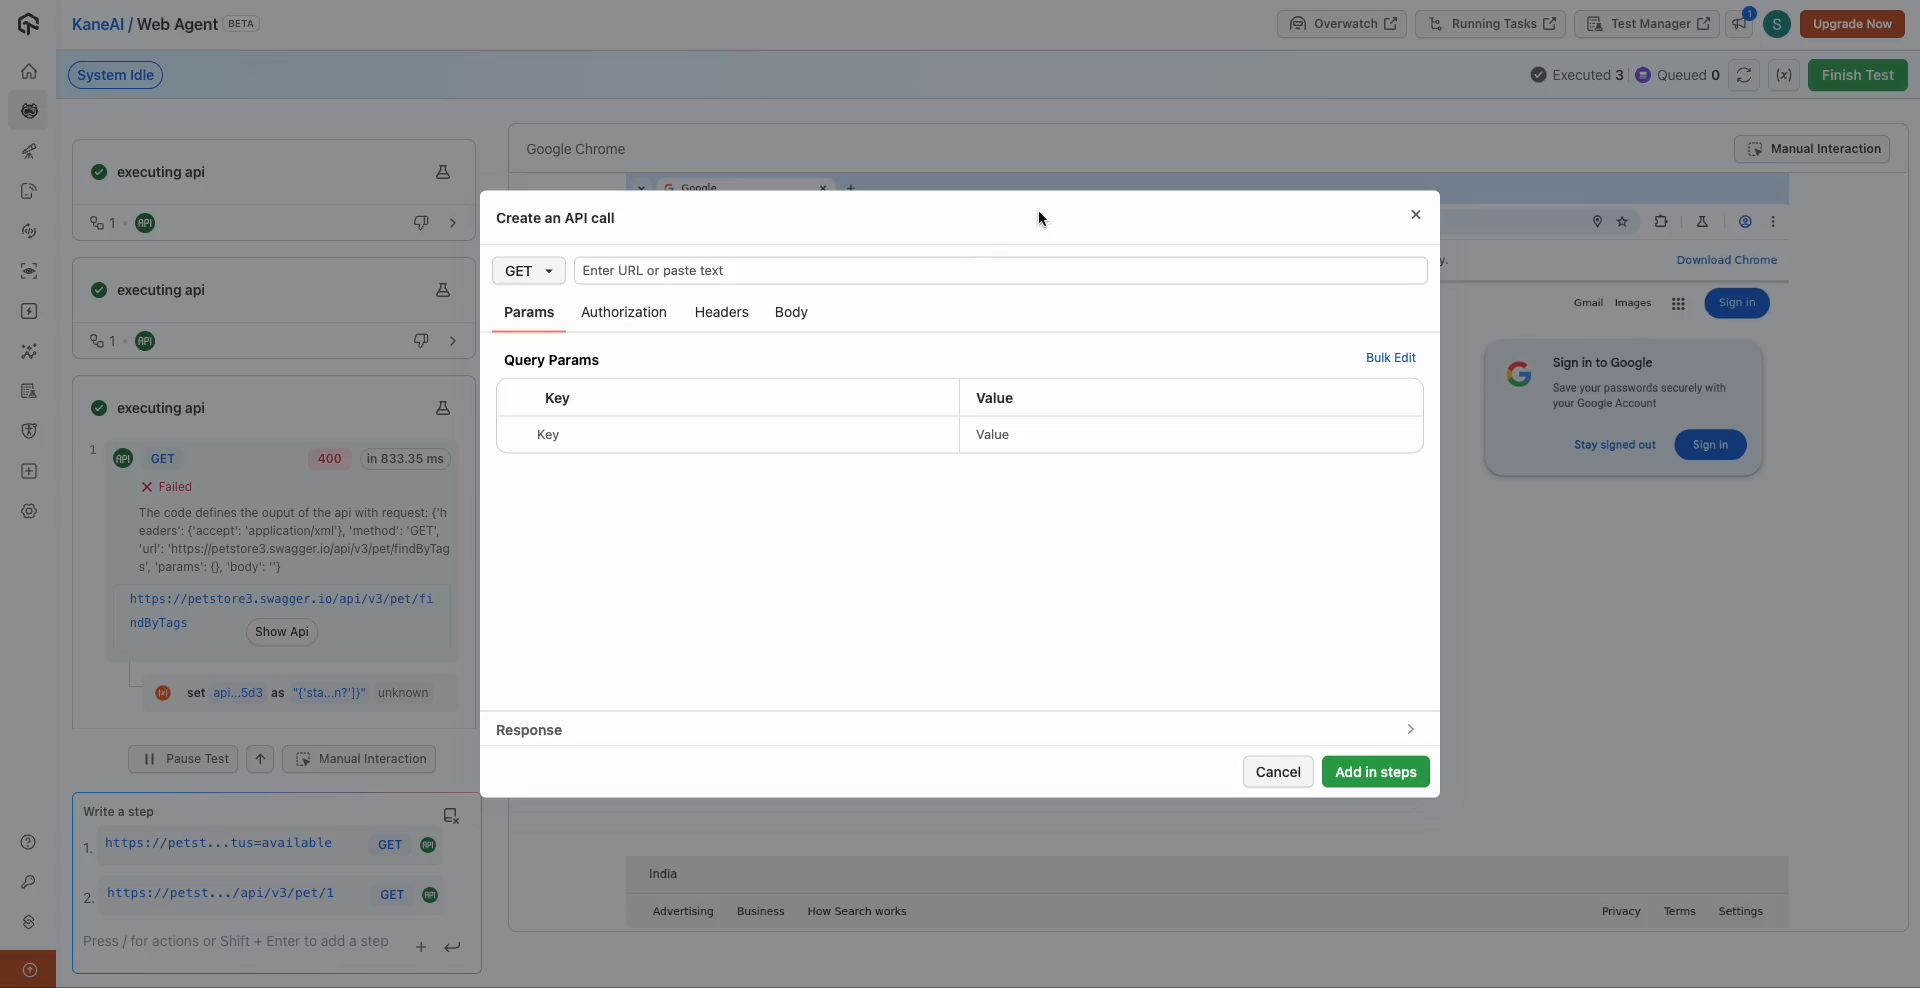 KaneAI / Web Agent BETA
Overwatch
Running Tasks
Test Manager
1
S
Upgrade Now
System Idle
Executed 3
Queued 0
(x)
Finish Test
executing api
1
API
executing api
1
API
executing api
1
API GET 400 in 833.35 ms
Failed
The code defines the ouput of the api with request: {'h
eaders': {'accept': 'application/xml'}, 'method': 'GET',
'url': 'https://petstore3.swagger.io/api/v3/pet/findByTag
s', 'params': {}, 'body': ''}
https://petstore3.swagger.io/api/v3/pet/fi
ndByTags
Show Api
set api...5d3 as "{'sta...n?']}" unknown
Pause Test
Manual Interaction
Write a step
1. https://petst...tus=available GET API
2. https://petst.../api/v3/pet/1 GET API
Press / for actions or Shift + Enter to add a step
Google Chrome
Manual Interaction
Google
Create an API call
GET
Enter URL or paste text
Params
Authorization
Headers
Body
Query Params
Bulk Edit
Key Value
Key Value
Response
Cancel
Add in steps
y.
Download Chrome
Gmail
Images
Sign in
Sign in to Google
Save your passwords securely with
your Google Account
Stay signed out
Sign in
India
Advertising
Business
How Search works
Privacy
Terms
Settings